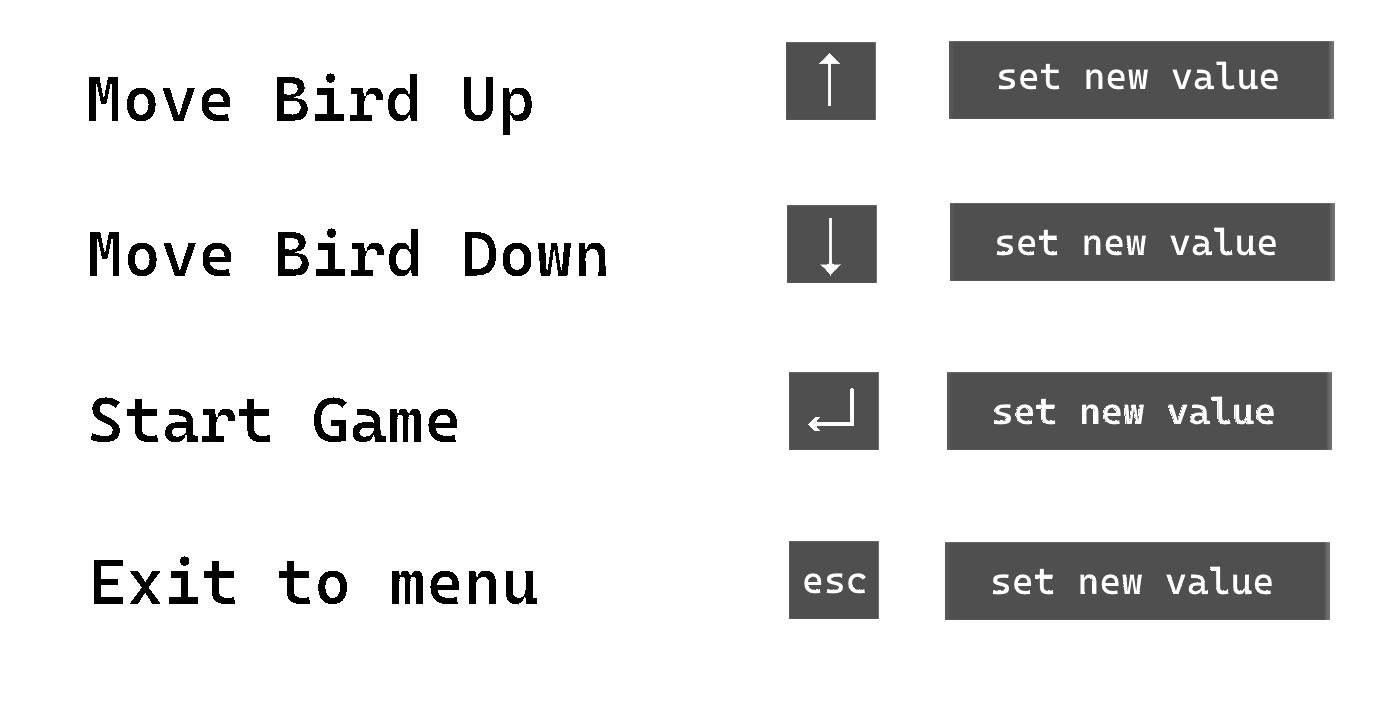 Move Bird Up ↑ set new value
Move Bird Down ↓ set new value
Start Game ↵ set new value
Exit to menu esc set new value